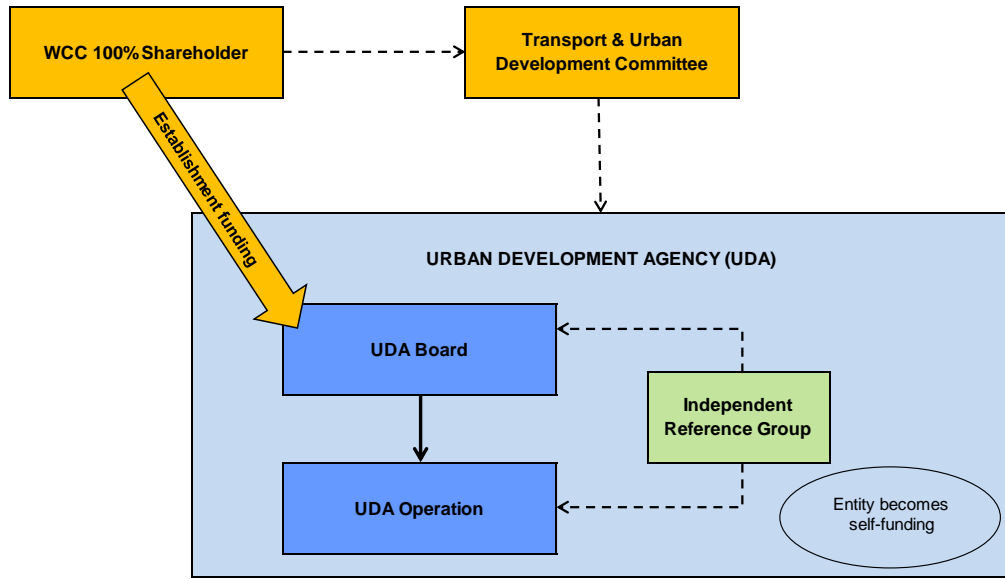 WCC 100% Shareholder
Transport & Urban
Development Committee
Establishment funding
URBAN DEVELOPMENT AGENCY (UDA)
UDA Board
Independent
Reference Group
UDA Operation
Entity becomes
self-funding